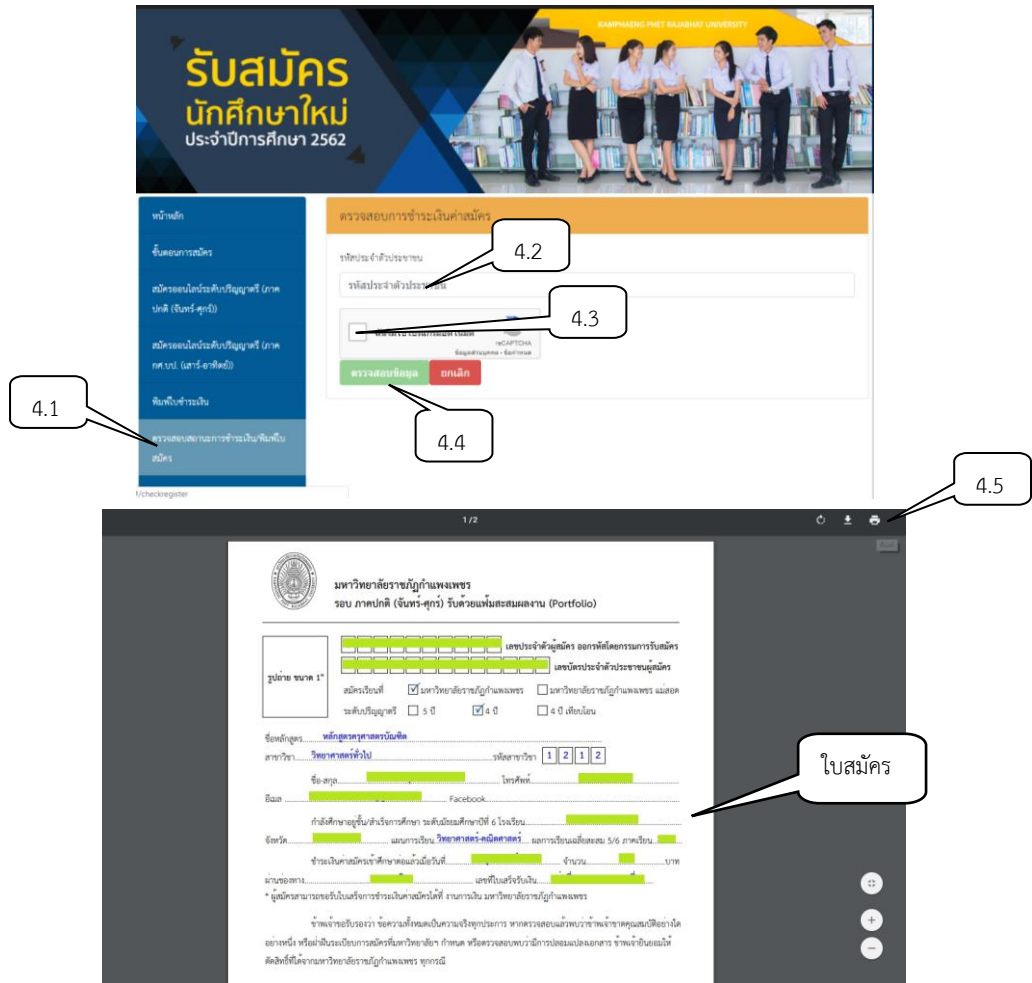 KAMPHAENG PHET RAJABHAT UNIVERSITY
รับสมัคร
นักศึกษาใหม่
ประจำปีการศึกษา 2562
หน้าหลัก
ขั้นตอนการสมัคร
สมัครออนไลน์ระดับปริญญาตรี (ภาค
ปกติ (จันทร์-ศุกร์))
สมัครออนไลน์ระดับปริญญาตรี (ภาค
กศ.บป. (เสาร์-อาทิตย์))
พิมพ์ใบชำระเงิน
ตรวจสอบสถานะการชำระเงิน/พิมพ์ใบ
สมัคร
/checkregister
ตรวจสอบการชำระเงินค่าสมัคร
รหัสประจำตัวประชาชน
รหัสประจำตัวประชาชน
reCAPTCHA
ข้อมูลส่วนบุคคล - ข้อกำหนด
ตรวจสอบข้อมูล ยกเลิก
4.1
4.2
4.3
4.4
4.5
1 / 2
มหาวิทยาลัยราชภัฏกำแพงเพชร
รอบ ภาคปกติ (จันทร์-ศุกร์) รับด้วยแฟ้มสะสมผลงาน (Portfolio)
รูปถ่าย ขนาด 1"
เลขประจำตัวผู้สมัคร ออกรหัสโดยกรรมการรับสมัคร
เลขบัตรประจำตัวประชาชนผู้สมัคร
สมัครเรียนที่ มหาวิทยาลัยราชภัฏกำแพงเพชร มหาวิทยาลัยราชภัฏกำแพงเพชร แม่สอด
ระดับปริญญาตรี 5 ปี 4 ปี 4 ปี เทียบโอน
ชื่อหลักสูตร หลักสูตรครุศาสตรบัณฑิต
สาขาวิชา วิทยาศาสตร์ทั่วไป รหัสสาขาวิชา 1 2 1 2
ชื่อ-สกุล โทรศัพท์
อีเมล Facebook
กำลังศึกษาอยู่ชั้น/สำเร็จการศึกษา ระดับมัธยมศึกษาปีที่ 6 โรงเรียน
จังหวัด แผนการเรียน วิทยาศาสตร์-คณิตศาสตร์ ผลการเรียนเฉลี่ยสะสม 5/6 ภาคเรียน
ชำระเงินค่าสมัครเข้าศึกษาต่อแล้วเมื่อวันที่ จำนวน บาท
ผ่านช่องทาง เลขที่ใบเสร็จรับเงิน
* ผู้สมัครสามารถขอรับใบเสร็จการชำระเงินค่าสมัครได้ที่ งานการเงิน มหาวิทยาลัยราชภัฏกำแพงเพชร
ข้าพเจ้าขอรับรองว่า ข้อความทั้งหมดเป็นความจริงทุกประการ หากตรวจสอบแล้วพบว่าข้าพเจ้าขาดคุณสมบัติอย่างใด
อย่างหนึ่ง หรือฝ่าฝืนระเบียบการสมัครที่มหาวิทยาลัยฯ กำหนด หรือตรวจสอบพบว่ามีการปลอมแปลงเอกสาร ข้าพเจ้ายินยอมให้
ตัดสิทธิ์ที่ได้จากมหาวิทยาลัยราชภัฏกำแพงเพชร ทุกกรณี
ใบสมัคร